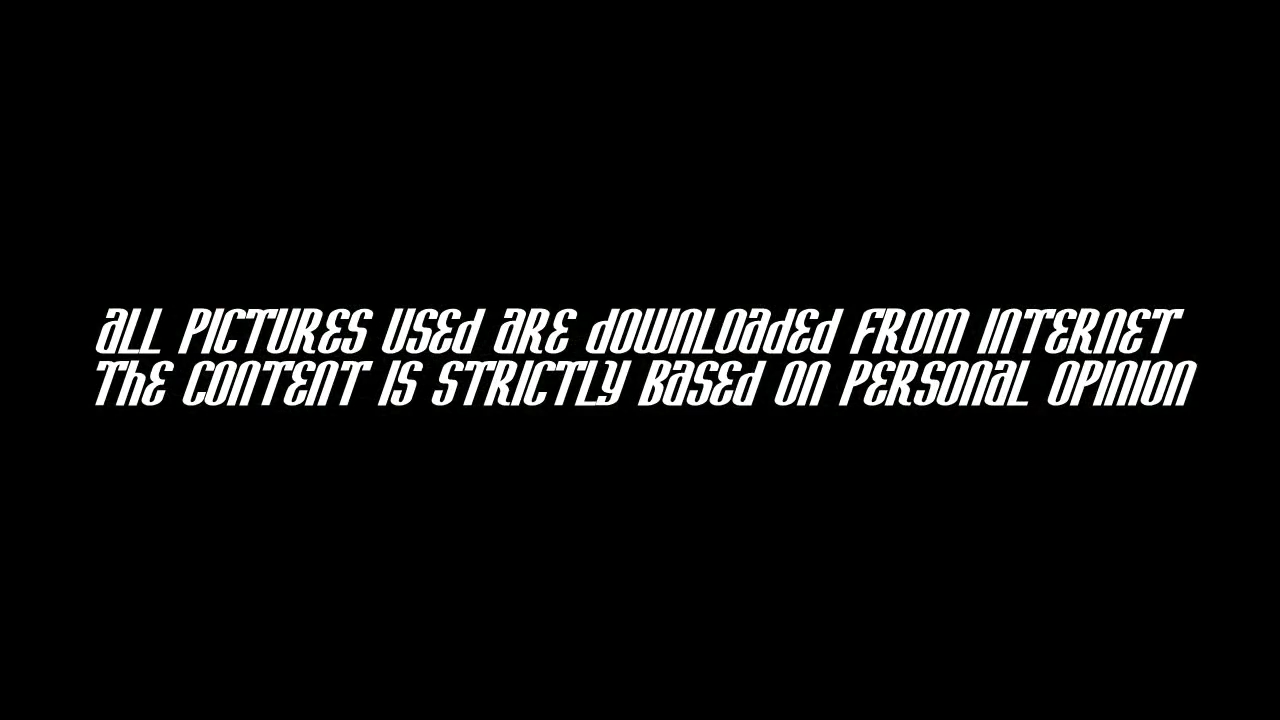 ALL PICTURES USED ARE DOWNLOADED FROM INTERNET
THE CONTENT IS STRICTLY BASED ON PERSONAL OPINION